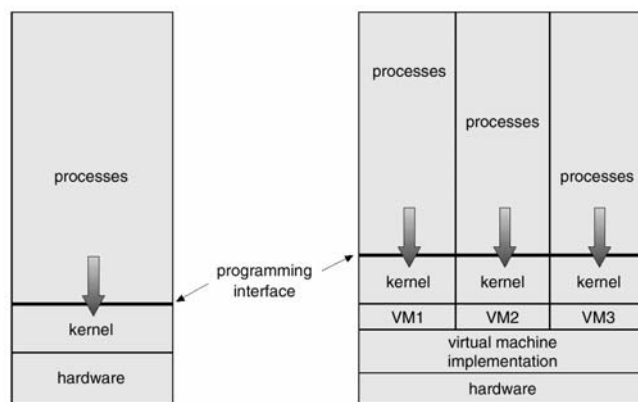 processes
kernel
hardware
programming
interface
processes
processes
processes
kernel kernel kernel
VM1 VM2 VM3
virtual machine
implementation
hardware